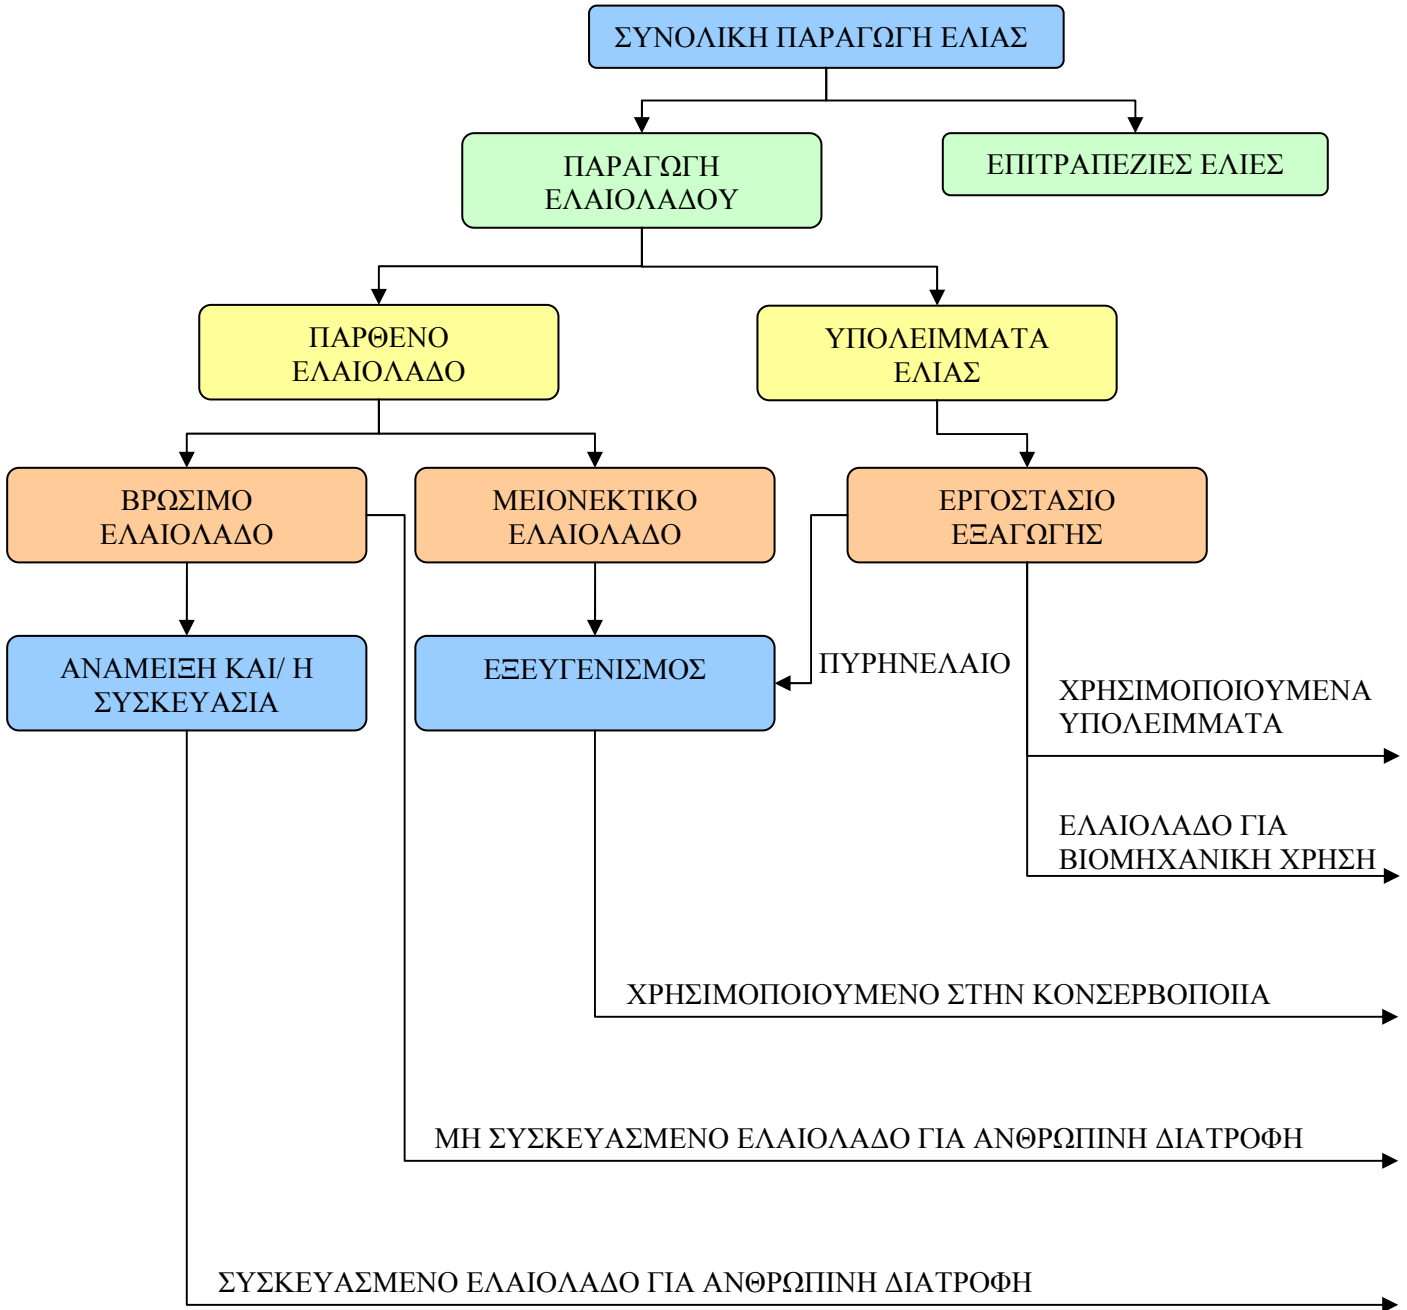 ΣΥΝΟΛΙΚΗ ΠΑΡΑΓΩΓΗ ΕΛΙΑΣ
ΠΑΡΑΓΩΓΗ
ΕΛΑΙΟΛΑΔΟΥ
ΕΠΙΤΡΑΠΕΖΙΕΣ ΕΛΙΕΣ
ΠΑΡΘΕΝΟ
ΕΛΑΙΟΛΑΔΟ
ΥΠΟΛΕΙΜΜΑΤΑ
ΕΛΙΑΣ
ΒΡΩΣΙΜΟ
ΕΛΑΙΟΛΑΔΟ
ΜΕΙΟΝΕΚΤΙΚΟ
ΕΛΑΙΟΛΑΔΟ
ΕΡΓΟΣΤΑΣΙΟ
ΕΞΑΓΩΓΗΣ
ΑΝΑΜΕΙΞΗ ΚΑΙ/ Η
ΣΥΣΚΕΥΑΣΙΑ
ΕΞΕΥΓΕΝΙΣΜΟΣ
ΠΥΡΗΝΕΛΑΙΟ
ΧΡΗΣΙΜΟΠΟΙΟΥΜΕΝΑ
ΥΠΟΛΕΙΜΜΑΤΑ
ΕΛΑΙΟΛΑΔΟ ΓΙΑ
ΒΙΟΜΗΧΑΝΙΚΗ ΧΡΗΣΗ
ΧΡΗΣΙΜΟΠΟΙΟΥΜΕΝΟ ΣΤΗΝ ΚΟΝΣΕΡΒΟΠΟΙΙΑ
ΜΗ ΣΥΣΚΕΥΑΣΜΕΝΟ ΕΛΑΙΟΛΑΔΟ ΓΙΑ ΑΝΘΡΩΠΙΝΗ ΔΙΑΤΡΟΦΗ
ΣΥΣΚΕΥΑΣΜΕΝΟ ΕΛΑΙΟΛΑΔΟ ΓΙΑ ΑΝΘΡΩΠΙΝΗ ΔΙΑΤΡΟΦΗ